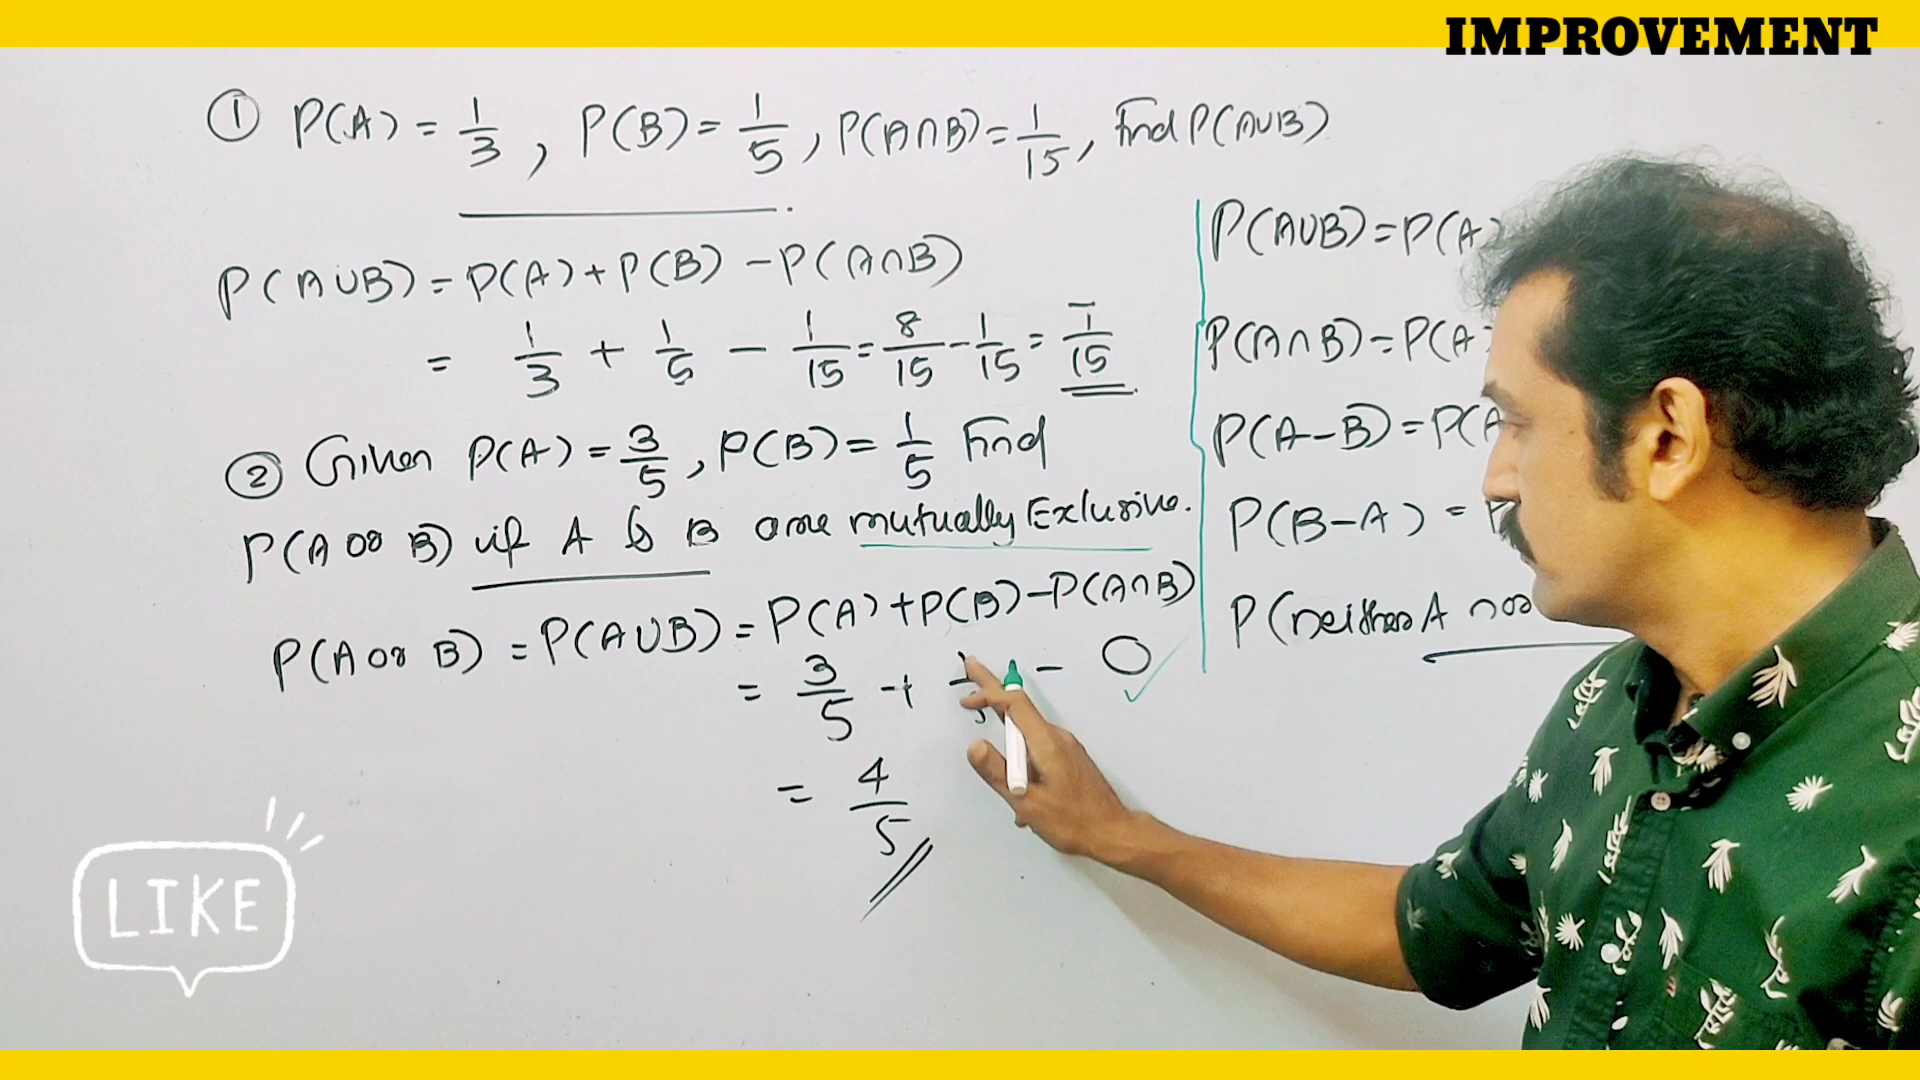 IMPROVEMENT
① P(A) = 1/3, P(B) = 1/5, P(A∩B) = 1/15, Find P(A∪B)
P(A∪B) = P(A) + P(B) - P(A∩B)
= 1/3 + 1/5 - 1/15 = 8/15 - 1/15 = 7/15
② Given P(A) = 3/5, P(B) = 1/5 Find
P(A or B) if A & B are mutually Exclusive.
P(A or B) = P(A∪B) = P(A) + P(B) - P(A∩B)
= 3/5 + - 0
= 4/5
P(A∪B) = P(A)
P(A∩B) = P(A
P(A-B) = P(A
P(B-A) = P
P(neither A nor
LIKE